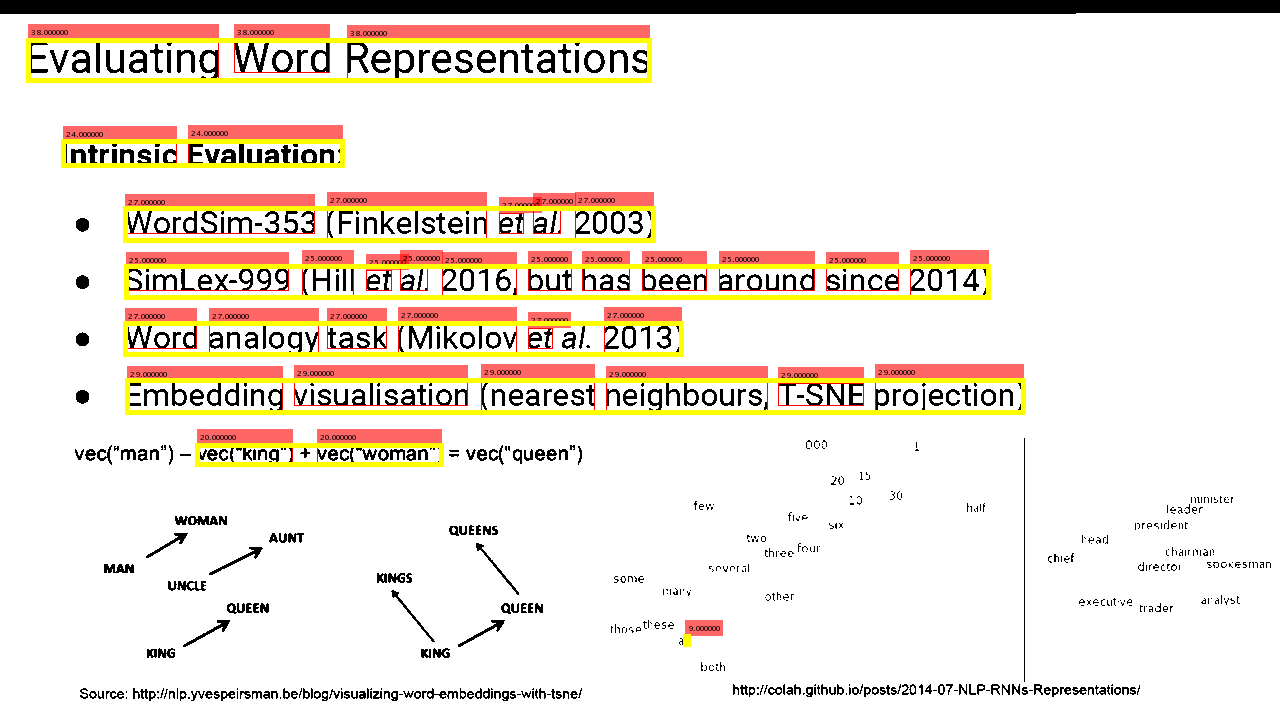 38.000000 38.000000 38.000000
Evaluating Word Representations
24.000000 24.000000
Intrinsic Evaluation:
27.000000 27.000000 27.000000 27.000000 27.000000
● WordSim-353 (Finkelstein et al. 2003)
25.000000 25.000000 25.000000 25.000000 25.000000 25.000000 25.000000 25.000000 25.000000 25.000000 25.000000
● SimLex-999 (Hill et al. 2016, but has been around since 2014)
27.000000 27.000000 27.000000 27.000000 27.000000 27.000000
● Word analogy task (Mikolov et al. 2013)
29.000000 29.000000 29.000000 29.000000 29.000000 29.000000
● Embedding visualisation (nearest neighbours, T-SNE projection)
20.000000 20.000000
vec("man") – vec("king") + vec("woman") = vec("queen")
WOMAN
AUNT
MAN
UNCLE
QUEEN
KING
QUEENS
KINGS
QUEEN
KING
000 1
20 15
10 30
few half
five
six
two
three four
several
some
many
other
those these
9.000000
both
minister
leader
president
head
chairman
chief
director spokesman
executive trader analyst
Source: http://nlp.yvespeirsman.be/blog/visualizing-word-embeddings-with-tsne/
http://colah.github.io/posts/2014-07-NLP-RNNs-Representations/